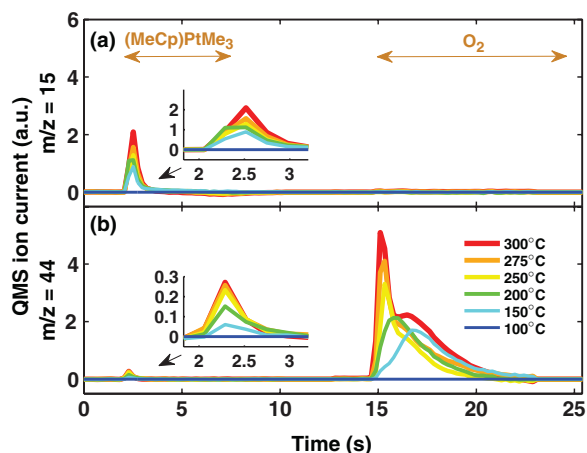 6
(a)
(MeCp)PtMe₃
O₂
4
2
0
2
1
0
2
2.5
3
(b)
4
2
0
0.3
0.2
0.1
0
2
2.5
3
300°C
275°C
250°C
200°C
150°C
100°C
0
5
10
15
20
25
Time (s)
QMS ion current (a.u.)
m/z = 44
m/z = 15